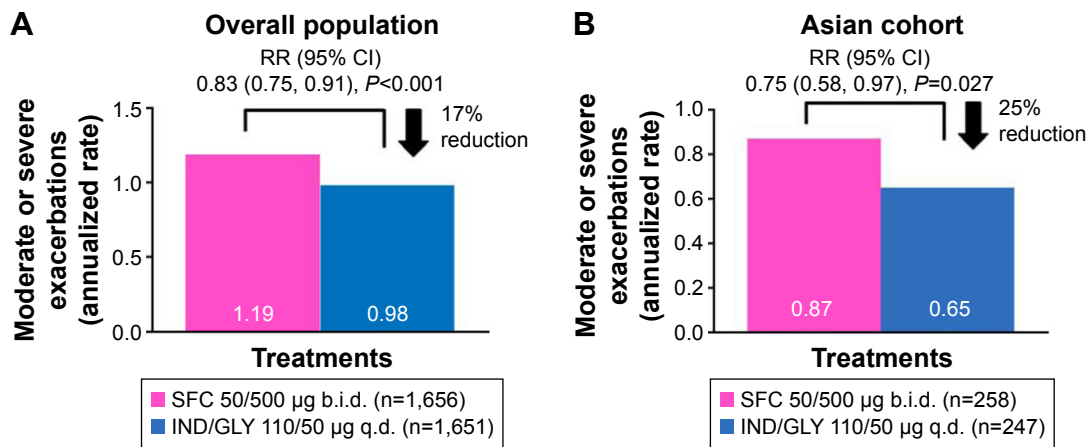 A
Overall population
RR (95% CI)
0.83 (0.75, 0.91), P<0.001
17%
reduction
Moderate or severe
exacerbations
(annualized rate)
1.5
1.0
0.5
0.0
1.19
0.98
Treatments
SFC 50/500 µg b.i.d. (n=1,656)
IND/GLY 110/50 µg q.d. (n=1,651)
B
Asian cohort
RR (95% CI)
0.75 (0.58, 0.97), P=0.027
25%
reduction
Moderate or severe
exacerbations
(annualized rate)
1.0
0.8
0.6
0.4
0.2
0.0
0.87
0.65
Treatments
SFC 50/500 µg b.i.d. (n=258)
IND/GLY 110/50 µg q.d. (n=247)